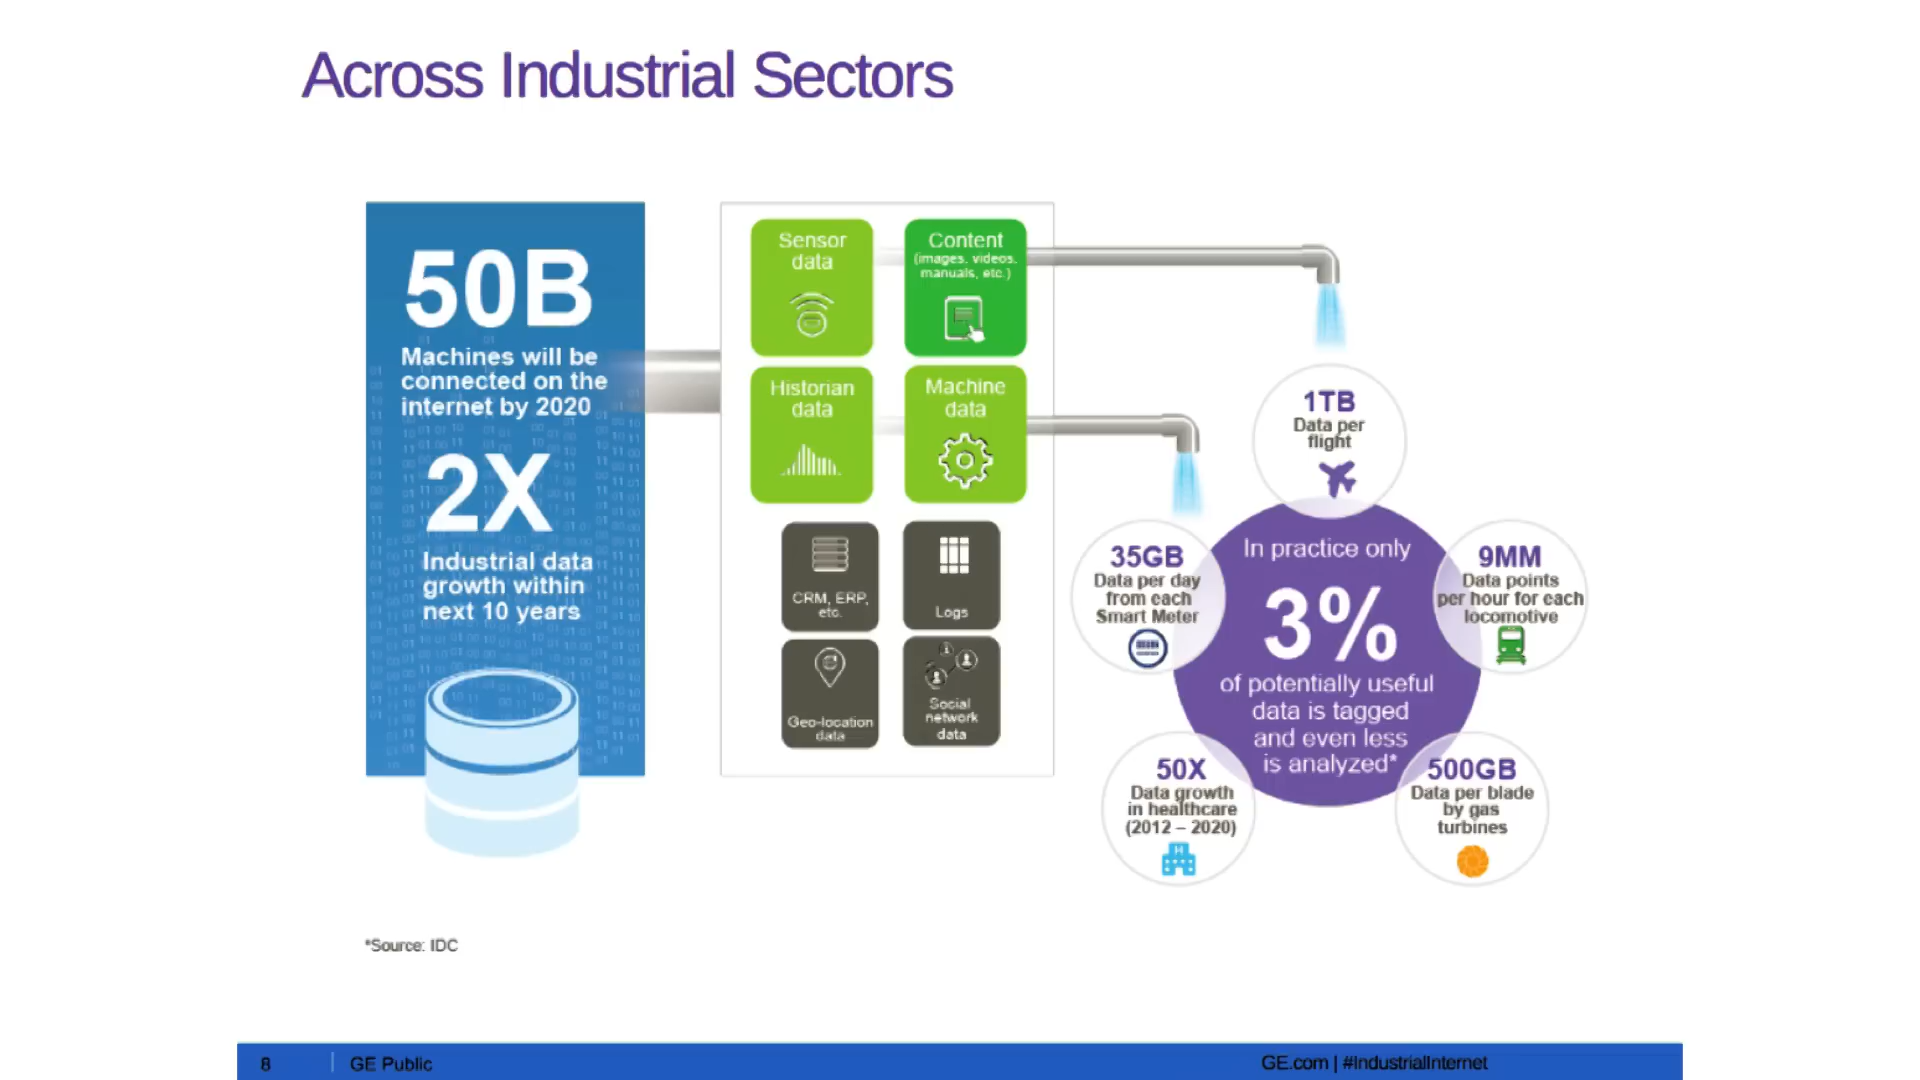 Across Industrial Sectors
50B
Machines will be
connected on the
internet by 2020
2X
Industrial data
growth within
next 10 years
Sensor
data
Content
(images, videos,
manuals, etc.)
Historian
data
Machine
data
CRM, ERP,
etc.
Logs
Geo-location
data
Social
network
data
1TB
Data per
flight
35GB
Data per day
from each
Smart Meter
In practice only
3%
of potentially useful
data is tagged
and even less
is analyzed*
9MM
Data points
per hour for each
locomotive
50X
Data growth
in healthcare
(2012 – 2020)
H
500GB
Data per blade
by gas
turbines
*Source: IDC
8
GE Public
GE.com | #IndustrialInternet